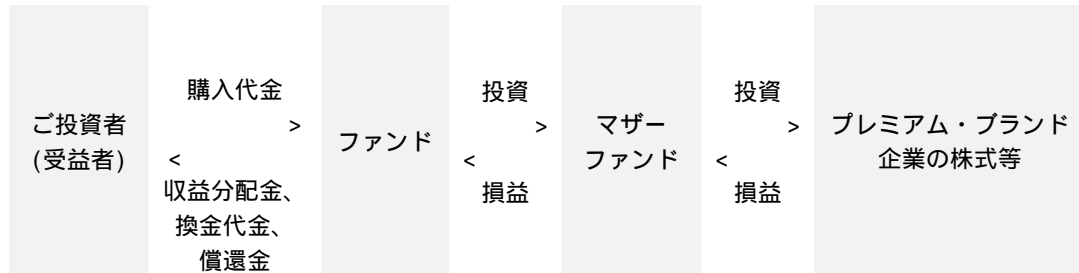 ご投資者
(受益者)
購入代金
>
<
収益分配金、
換金代金、
償還金
ファンド
投資
>
<
損益
マザー
ファンド
投資
>
<
損益
プレミアム・ブランド
企業の株式等